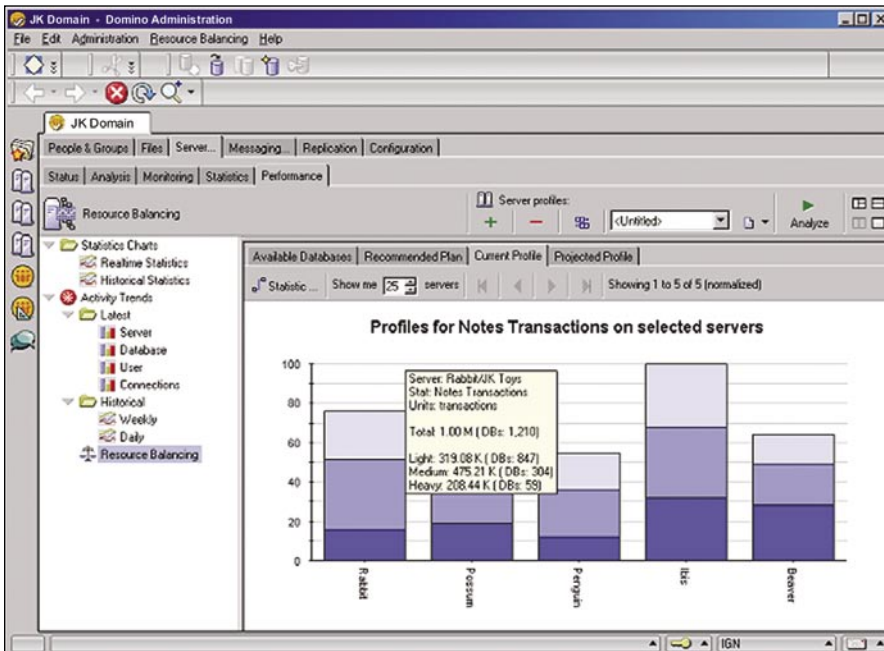 JK Domain - Domino Administration
File Edit Administration Resource Balancing Help
JK Domain
People & Groups Files Server... Messaging... Replication Configuration
Status Analysis Monitoring Statistics Performance
Resource Balancing
Server profiles:
<Untitled>
Analyze
Statistics Charts
Realtime Statistics
Historical Statistics
Activity Trends
Latest
Server
Database
User
Connections
Historical
Weekly
Daily
Resource Balancing
Available Databases Recommended Plan Current Profile Projected Profile
Statistic ... Show me 25 servers Showing 1 to 5 of 5 (normalized)
Profiles for Notes Transactions on selected servers
100
80
60
40
20
0
Server: Rabbit/JK Toys
Stat: Notes Transactions
Units: transactions
Total: 1.00 M ( DBs: 1,210)
Light: 319.08 K ( DBs: 847)
Medium: 475.21 K ( DBs: 304)
Heavy: 208.44 K ( DBs: 59)
Rabbit
Possum
Penguin
Ibis
Beaver
IGN